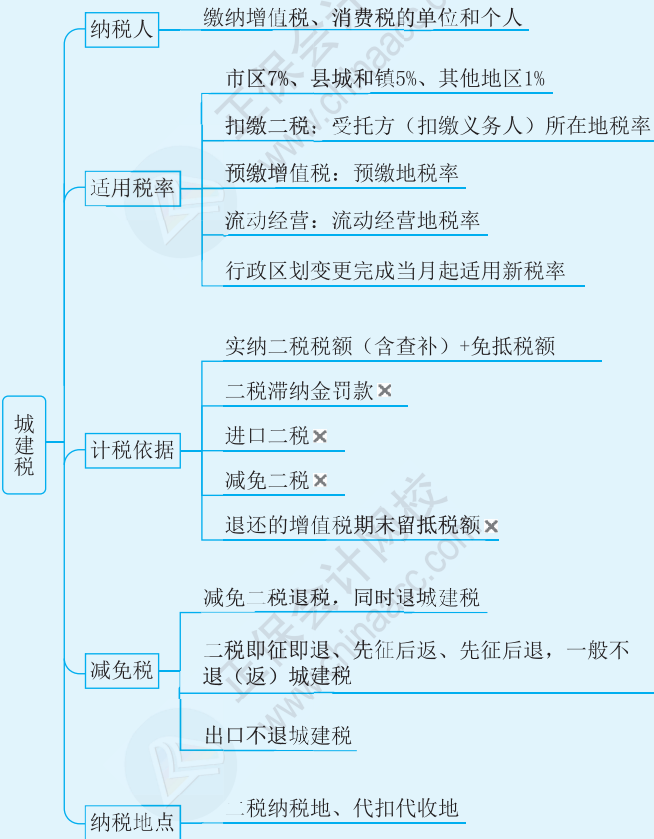 纳税人
缴纳增值税、消费税的单位和个人
适用税率
市区7%、县城和镇5%、其他地区1%
扣缴二税：受托方（扣缴义务人）所在地税率
预缴增值税：预缴地税率
流动经营：流动经营地税率
行政区划变更完成当月起适用新税率
城建税
计税依据
实纳二税税额（含查补）+免抵税额
二税滞纳金罚款×
进口二税×
减免二税×
退还的增值税期末留抵税额×
减免税
减免二税退税，同时退城建税
二税即征即退、先征后返、先征后退，一般不
退（返）城建税
出口不退城建税
纳税地点
二税纳税地、代扣代收地
正保会计网校
www.chinaacc.com